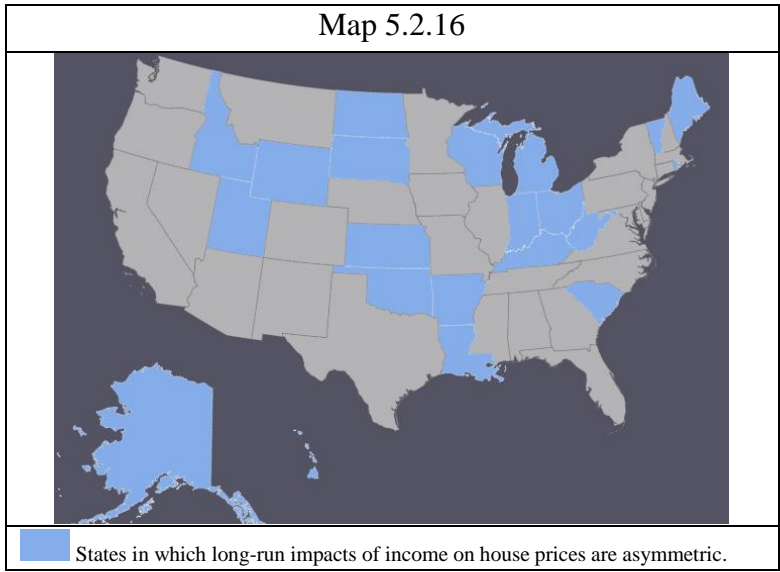 Map 5.2.16
States in which long-run impacts of income on house prices are asymmetric.